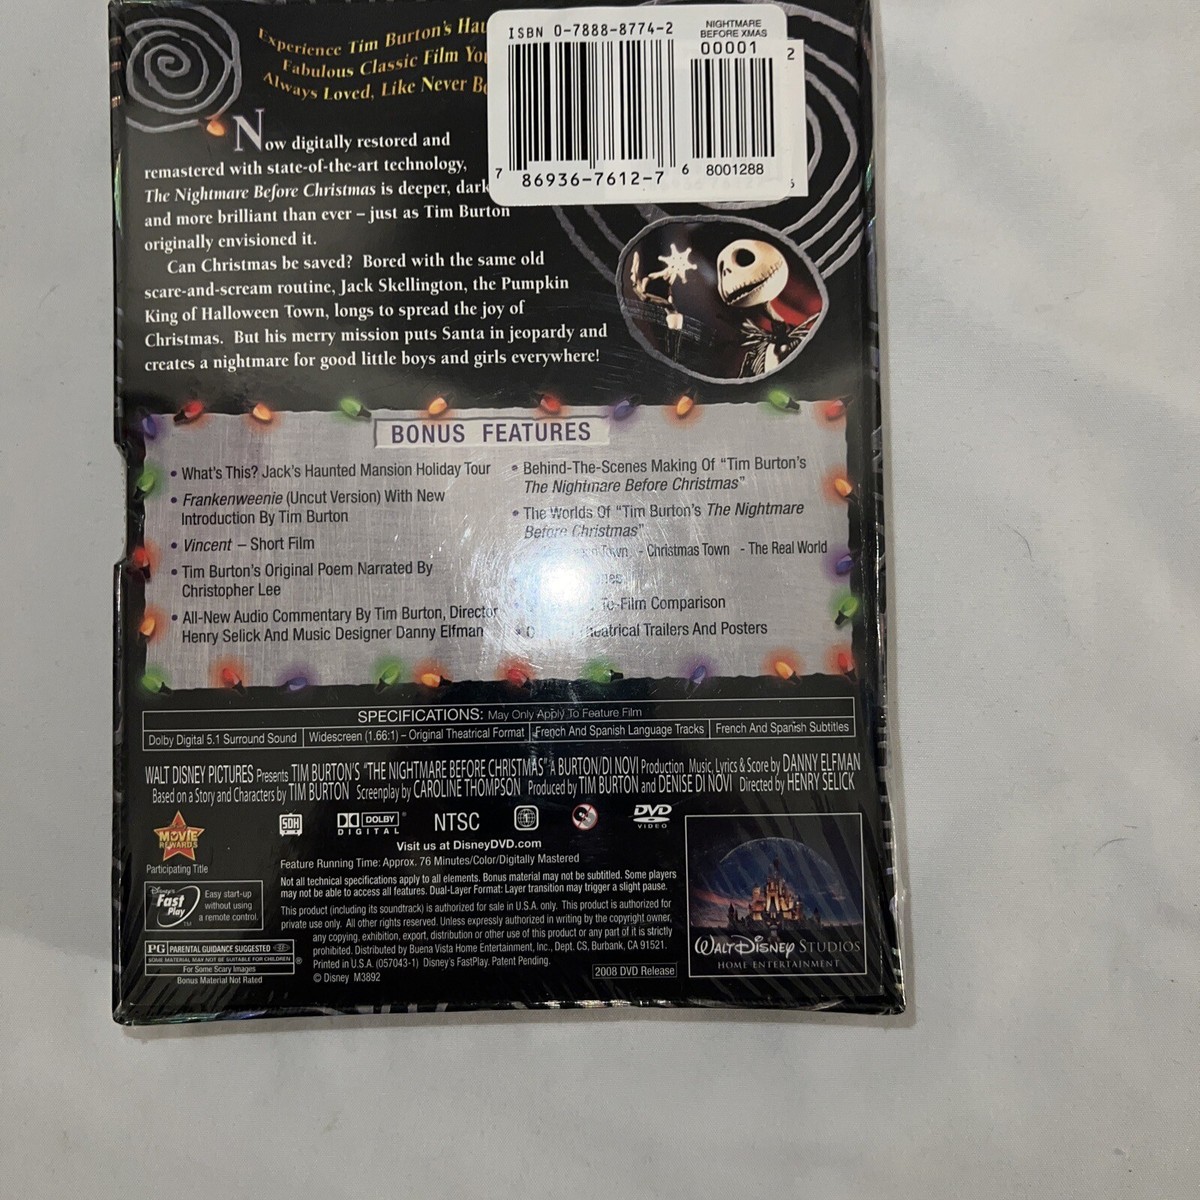 Experience Tim Burton's Hau
Fabulous Classic Film You
Always Loved, Like Never Be
ISBN 0-7888-8774-2
NIGHTMARE
BEFORE XMAS
00001
2
7 86936-7612-7 6 8001288
Now digitally restored and
remastered with state-of-the-art technology,
The Nightmare Before Christmas is deeper, dark
and more brilliant than ever – just as Tim Burton
originally envisioned it.
Can Christmas be saved? Bored with the same old
scare-and-scream routine, Jack Skellington, the Pumpkin
King of Halloween Town, longs to spread the joy of
Christmas. But his merry mission puts Santa in jeopardy and
creates a nightmare for good little boys and girls everywhere!
BONUS FEATURES
• What's This? Jack's Haunted Mansion Holiday Tour
• Frankenweenie (Uncut Version) With New
Introduction By Tim Burton
• Vincent – Short Film
• Tim Burton's Original Poem Narrated By
Christopher Lee
• All-New Audio Commentary By Tim Burton, Director
Henry Selick And Music Designer Danny Elfman
• Behind-The-Scenes Making Of "Tim Burton's
The Nightmare Before Christmas"
• The Worlds Of "Tim Burton's The Nightmare
Before Christmas"
Town - Christmas Town - The Real World
To-Film Comparison
Theatrical Trailers And Posters
SPECIFICATIONS: May Only Apply To Feature Film
Dolby Digital 5.1 Surround Sound | Widescreen (1.66:1) – Original Theatrical Format | French And Spanish Language Tracks | French And Spanish Subtitles
WALT DISNEY PICTURES Presents TIM BURTON'S "THE NIGHTMARE BEFORE CHRISTMAS" A BURTON/DI NOVI Production Music, Lyrics & Score by DANNY ELFMAN
Based on a Story and Characters by TIM BURTON Screenplay by CAROLINE THOMPSON Produced by TIM BURTON and DENISE DI NOVI Directed by HENRY SELICK
MOVIE
REWARDS
Participating Title
SDH
DOLBY
DIGITAL
NTSC
1
DVD
VIDEO
Visit us at DisneyDVD.com
Feature Running Time: Approx. 76 Minutes/Color/Digitally Mastered
Not all technical specifications apply to all elements. Bonus material may not be subtitled. Some players
may not be able to access all features. Dual-Layer Format: Layer transition may trigger a slight pause.
This product (including its soundtrack) is authorized for sale in U.S.A. only. This product is authorized for
private use only. All other rights reserved. Unless expressly authorized in writing by the copyright owner,
any copying, exhibition, export, distribution or other use of this product or any part of it is strictly
prohibited. Distributed by Buena Vista Home Entertainment, Inc., Dept. CS, Burbank, CA 91521.
Printed in U.S.A. (057043-1) Disney's FastPlay. Patent Pending.
© Disney M3892
2008 DVD Release
Disney's
Fast
Play
TM
Easy start-up
without using
a remote control.
PG PARENTAL GUIDANCE SUGGESTED
SOME MATERIAL MAY NOT BE SUITABLE FOR CHILDREN
®
For Some Scary Images
Bonus Material Not Rated
WALT DISNEY STUDIOS
HOME ENTERTAINMENT